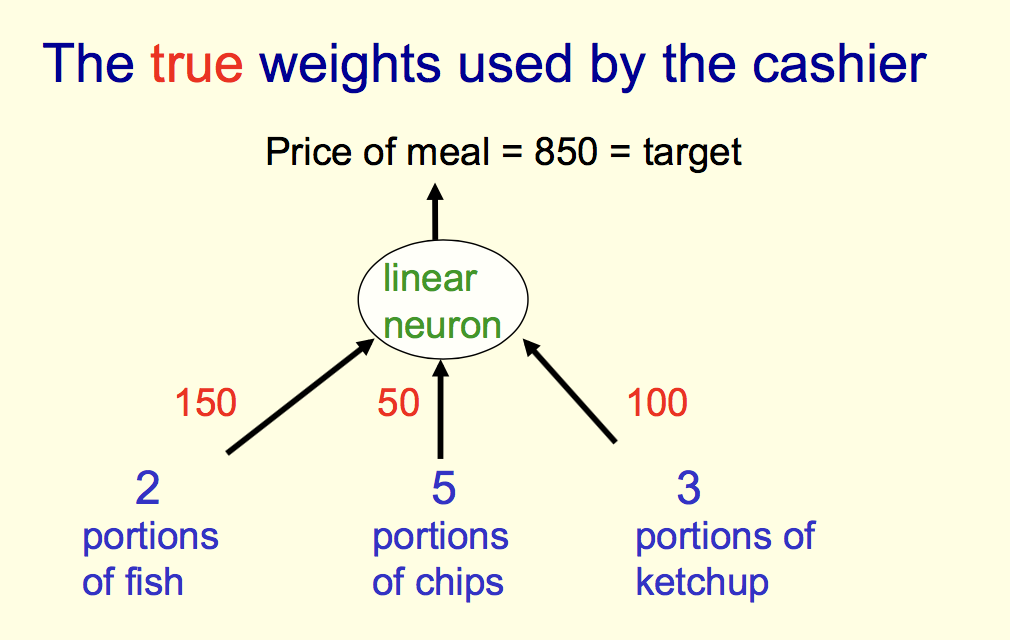 The true weights used by the cashier
Price of meal = 850 = target
linear
neuron
150
50
100
2
portions
of fish
5
portions
of chips
3
portions of
ketchup